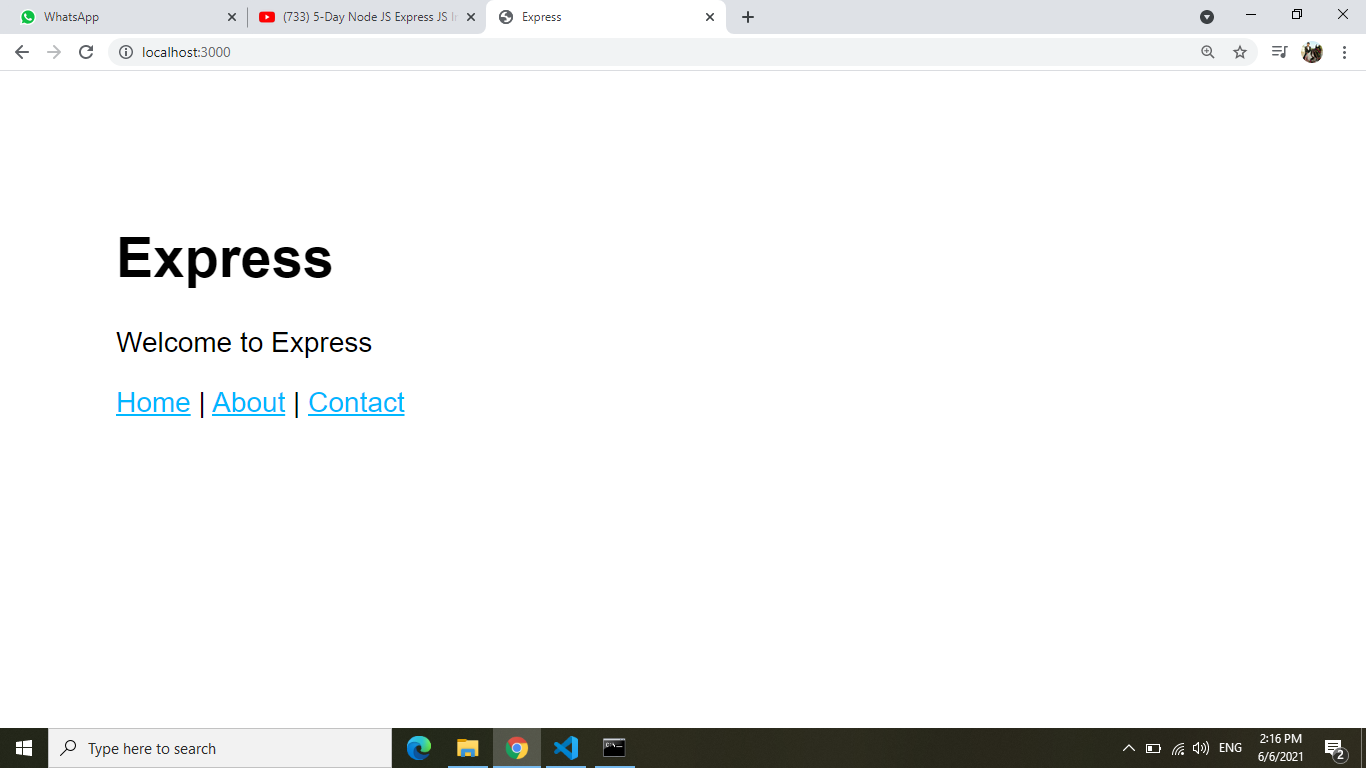 WhatsApp
(733) 5-Day Node JS Express JS
Express
localhost:3000
Express
Welcome to Express
Home | About | Contact
Type here to search
ENG
2:16 PM
6/6/2021
2